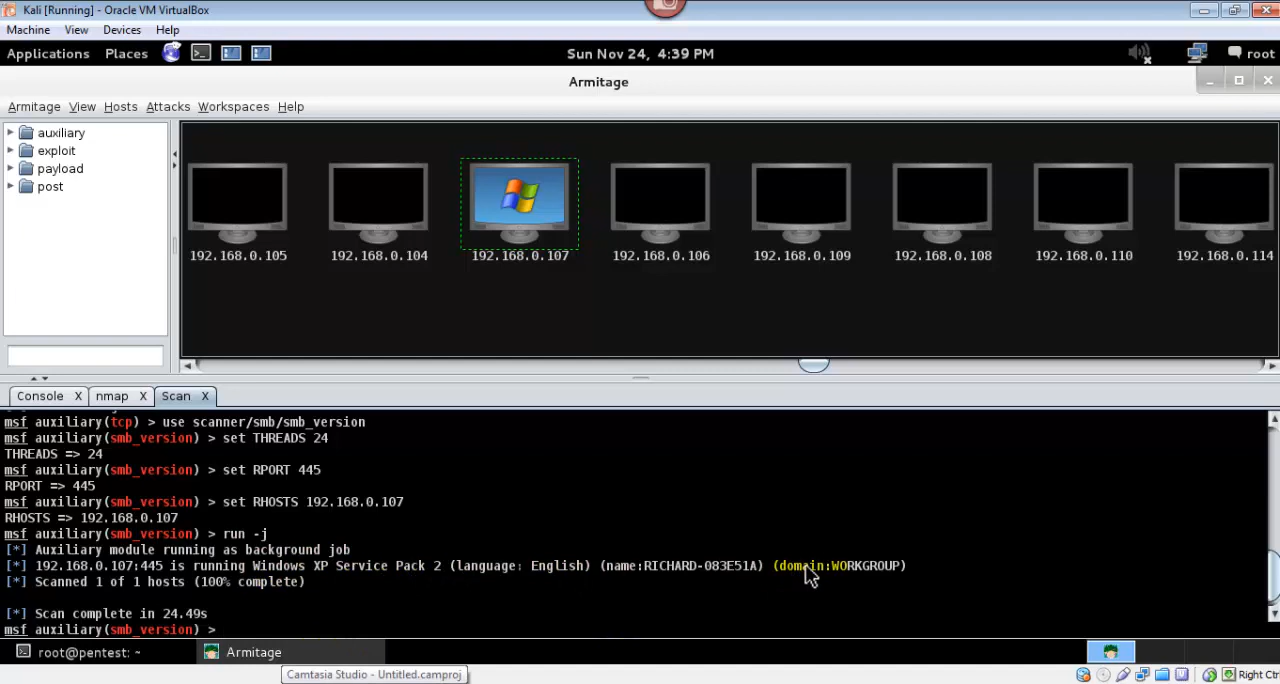 Kali [Running] - Oracle VM VirtualBox
Machine View Devices Help
Applications Places Sun Nov 24, 4:39 PM root
Armitage
Armitage View Hosts Attacks Workspaces Help
auxiliary
exploit
payload
post
192.168.0.105 192.168.0.104 192.168.0.107 192.168.0.106 192.168.0.109 192.168.0.108 192.168.0.110 192.168.0.114
Console X nmap X Scan X
msf auxiliary(tcp) > use scanner/smb/smb_version
msf auxiliary(smb_version) > set THREADS 24
THREADS => 24
msf auxiliary(smb_version) > set RPORT 445
RPORT => 445
msf auxiliary(smb_version) > set RHOSTS 192.168.0.107
RHOSTS => 192.168.0.107
msf auxiliary(smb_version) > run -j
[*] Auxiliary module running as background job
[*] 192.168.0.107:445 is running Windows XP Service Pack 2 (language: English) (name:RICHARD-083E51A) (domain:WORKGROUP)
[*] Scanned 1 of 1 hosts (100% complete)
[*] Scan complete in 24.49s
msf auxiliary(smb_version) >
root@pentest: ~ Armitage
Camtasia Studio - Untitled.camproj
Right Ctrl